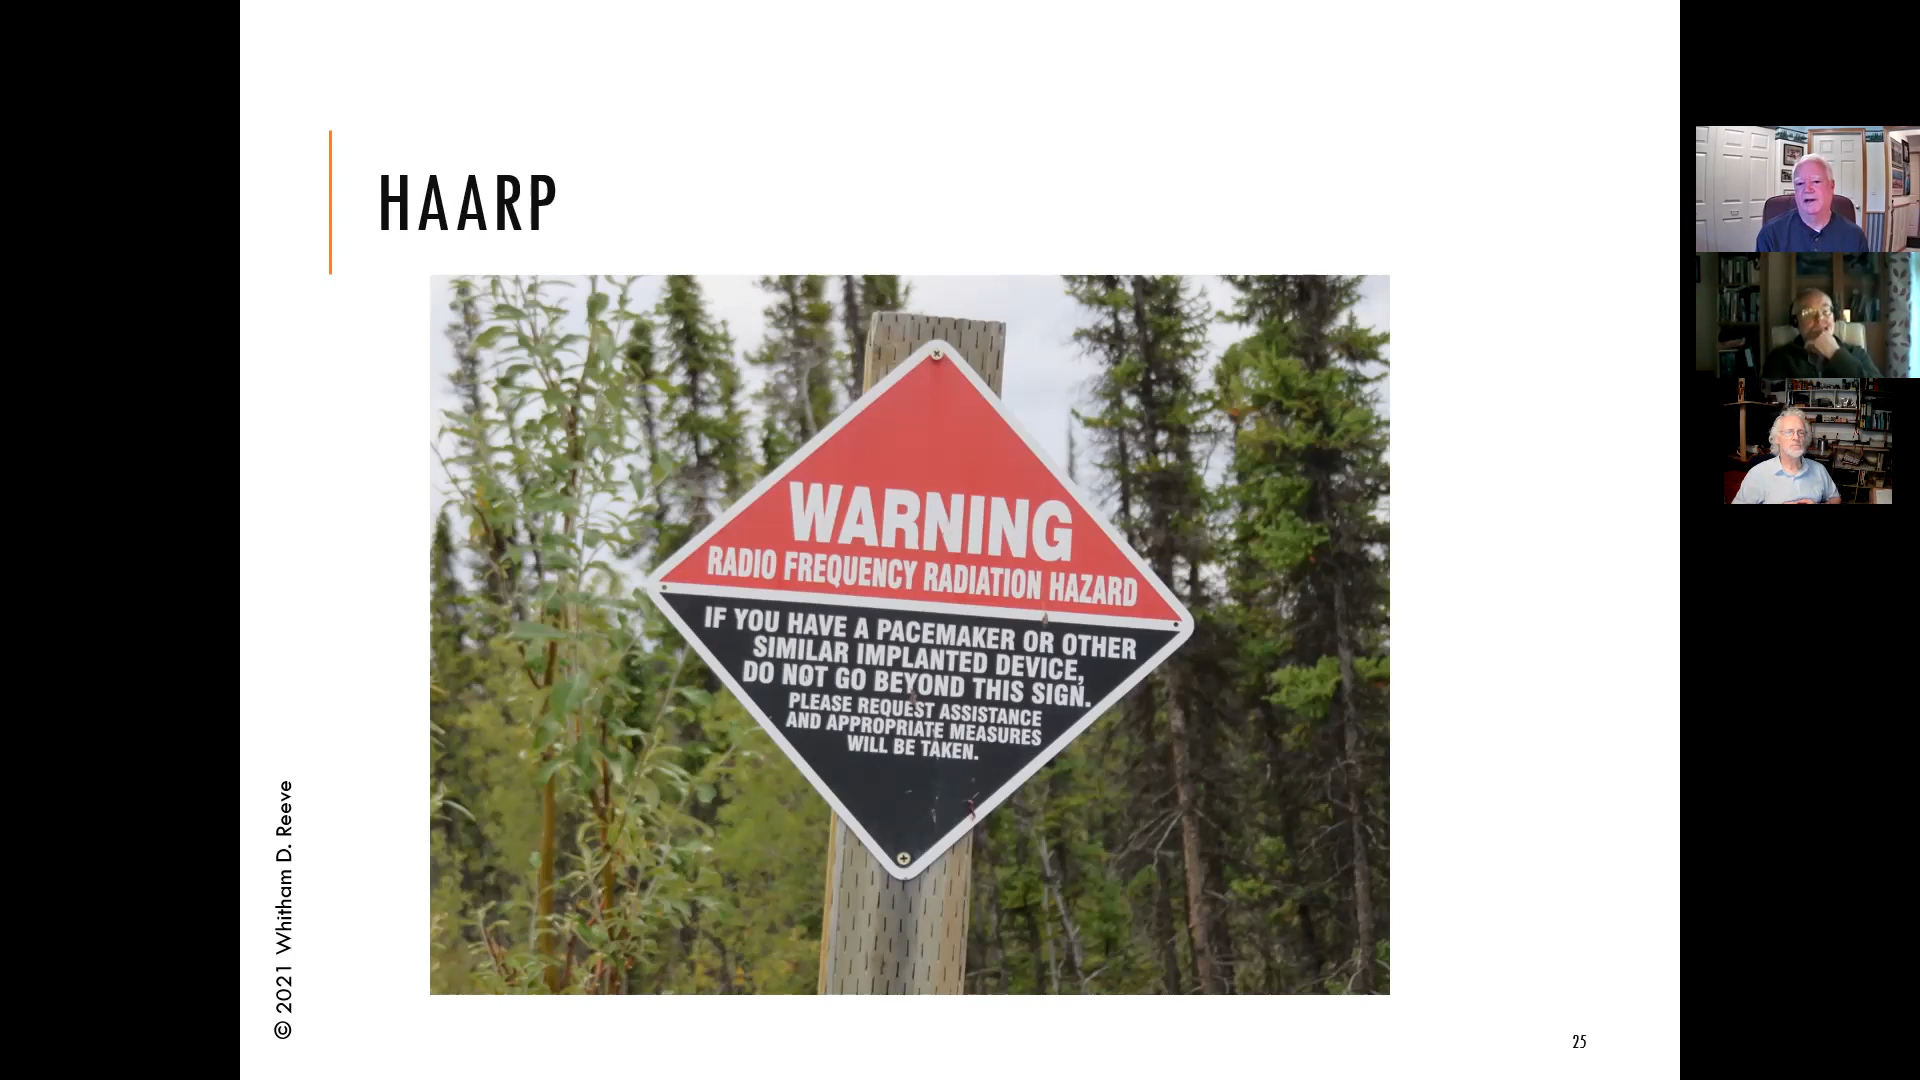 HAARP
WARNING
RADIO FREQUENCY RADIATION HAZARD
IF YOU HAVE A PACEMAKER OR OTHER
SIMILAR IMPLANTED DEVICE,
DO NOT GO BEYOND THIS SIGN.
PLEASE REQUEST ASSISTANCE
AND APPROPRIATE MEASURES
WILL BE TAKEN.
© 2021 Whitham D. Reeve
25